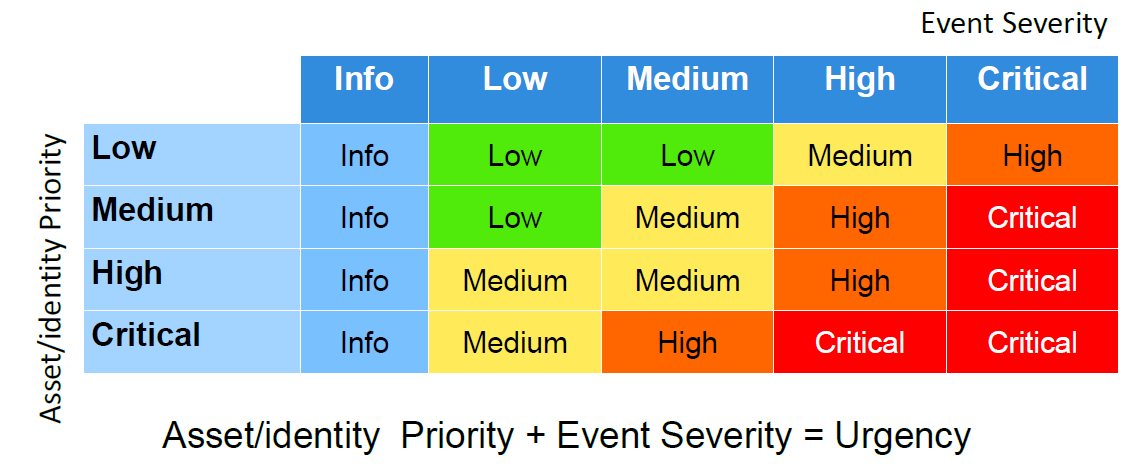 Event Severity
Info Low Medium High Critical
Asset/identity Priority
Low Info Low Low Medium High
Medium Info Low Medium High Critical
High Info Medium Medium High Critical
Critical Info Medium High Critical Critical
Asset/identity Priority + Event Severity = Urgency